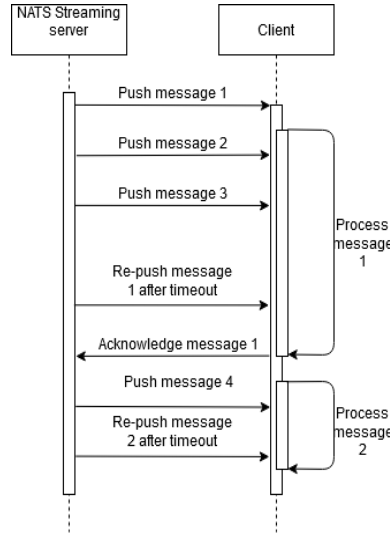 NATS Streaming
server
Client
Push message 1
Push message 2
Push message 3
Process
message
1
Re-push message
1 after timeout
Acknowledge message 1
Push message 4
Re-push message
2 after timeout
Process
message
2